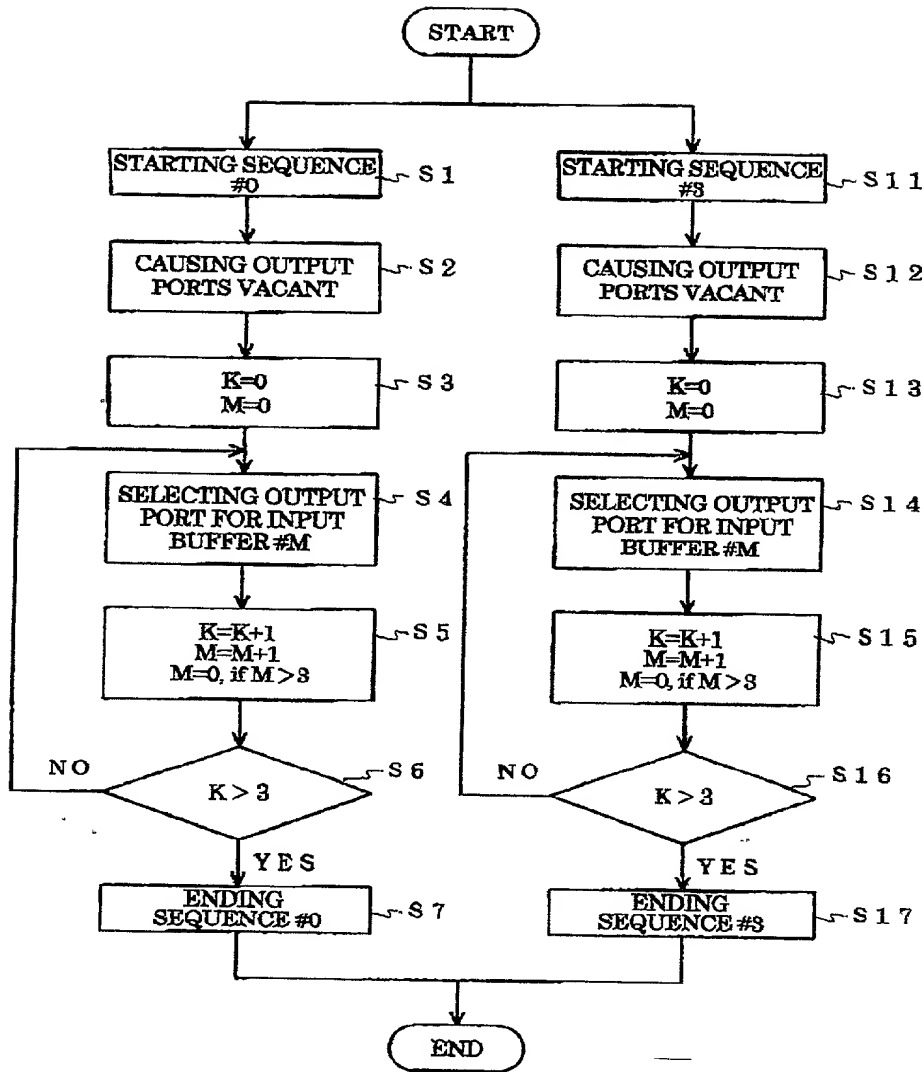 START
STARTING SEQUENCE
#0
S1
CAUSING OUTPUT
PORTS VACANT
S2
K=0
M=0
S3
SELECTING OUTPUT
PORT FOR INPUT
BUFFER #M
S4
K=K+1
M=M+1
M=0, if M>3
S5
K>3
S6
NO
YES
ENDING
SEQUENCE #0
S7
STARTING SEQUENCE
#3
S11
CAUSING OUTPUT
PORTS VACANT
S12
K=0
M=0
S13
SELECTING OUTPUT
PORT FOR INPUT
BUFFER #M
S14
K=K+1
M=M+1
M=0, if M>3
S15
K>3
S16
NO
YES
ENDING
SEQUENCE #3
S17
END